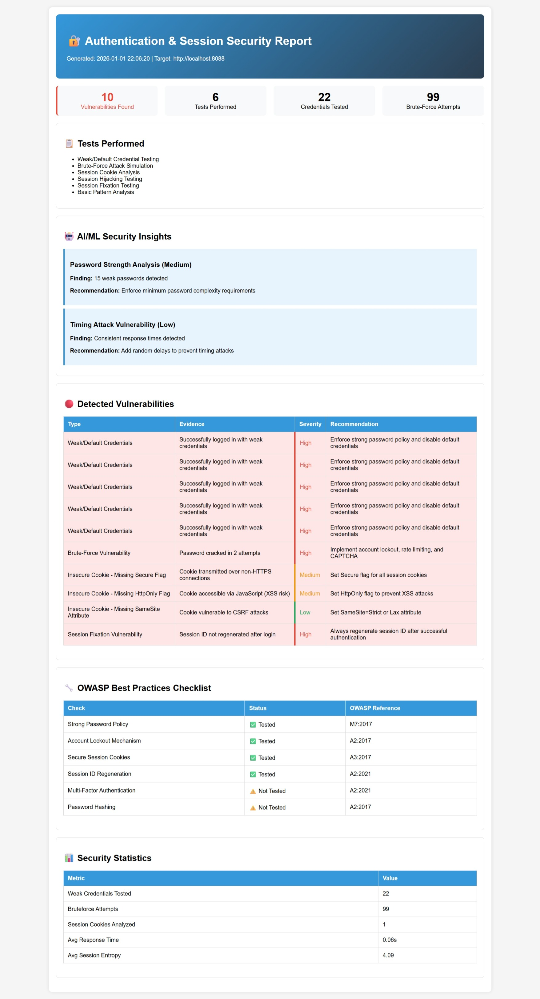 Authentication & Session Security Report
Generated: 2026-01-01 22:06:20 | Target: http://localhost:8088
10
Vulnerabilities Found
6
Tests Performed
22
Credentials Tested
99
Brute-Force Attempts
Tests Performed
Weak/Default Credential Testing
Brute-Force Attack Simulation
Session Cookie Analysis
Session Hijacking Testing
Session Fixation Testing
Basic Pattern Analysis
AI/ML Security Insights
Password Strength Analysis (Medium)
Finding: 15 weak passwords detected
Recommendation: Enforce minimum password complexity requirements
Timing Attack Vulnerability (Low)
Finding: Consistent response times detected
Recommendation: Add random delays to prevent timing attacks
Detected Vulnerabilities
Type Evidence Severity Recommendation
Weak/Default Credentials
Successfully logged in with weak
credentials
High
Enforce strong password policy and disable default
credentials
Weak/Default Credentials
Successfully logged in with weak
credentials
High
Enforce strong password policy and disable default
credentials
Weak/Default Credentials
Successfully logged in with weak
credentials
High
Enforce strong password policy and disable default
credentials
Weak/Default Credentials
Successfully logged in with weak
credentials
High
Enforce strong password policy and disable default
credentials
Weak/Default Credentials
Successfully logged in with weak
credentials
High
Enforce strong password policy and disable default
credentials
Brute-Force Vulnerability
Password cracked in 2 attempts
High
Implement account lockout, rate limiting, and
CAPTCHA
Insecure Cookie - Missing Secure Flag
Cookie transmitted over non-HTTPS
connections
Medium
Set Secure flag for all session cookies
Insecure Cookie - Missing HttpOnly Flag
Cookie accessible via JavaScript (XSS risk)
Medium
Set HttpOnly flag to prevent XSS attacks
Insecure Cookie - Missing SameSite
Attribute
Cookie vulnerable to CSRF attacks
Low
Set SameSite=Strict or Lax attribute
Session Fixation Vulnerability
Session ID not regenerated after login
High
Always regenerate session ID after successful
authentication
OWASP Best Practices Checklist
Check Status OWASP Reference
Strong Password Policy Tested M7:2017
Account Lockout Mechanism Tested A2:2017
Secure Session Cookies Tested A3:2017
Session ID Regeneration Tested A2:2021
Multi-Factor Authentication Not Tested A2:2021
Password Hashing Not Tested A2:2017
Security Statistics
Metric Value
Weak Credentials Tested 22
Bruteforce Attempts 99
Session Cookies Analyzed 1
Avg Response Time 0.06s
Avg Session Entropy 4.09